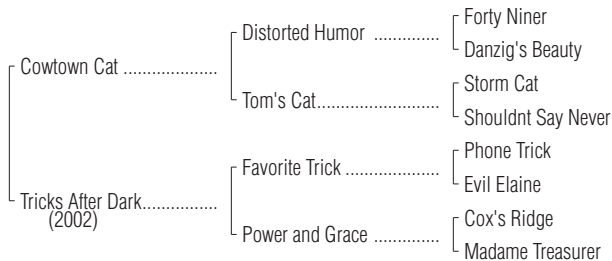 Forty Niner
Distorted Humor ..............
Danzig's Beauty
Cowtown Cat ....................
Storm Cat
Tom's Cat..........................
Shouldnt Say Never
Phone Trick
Favorite Trick ....................
Evil Elaine
Tricks After Dark................
(2002)
Cox's Ridge
Power and Grace ..............
Madame Treasurer